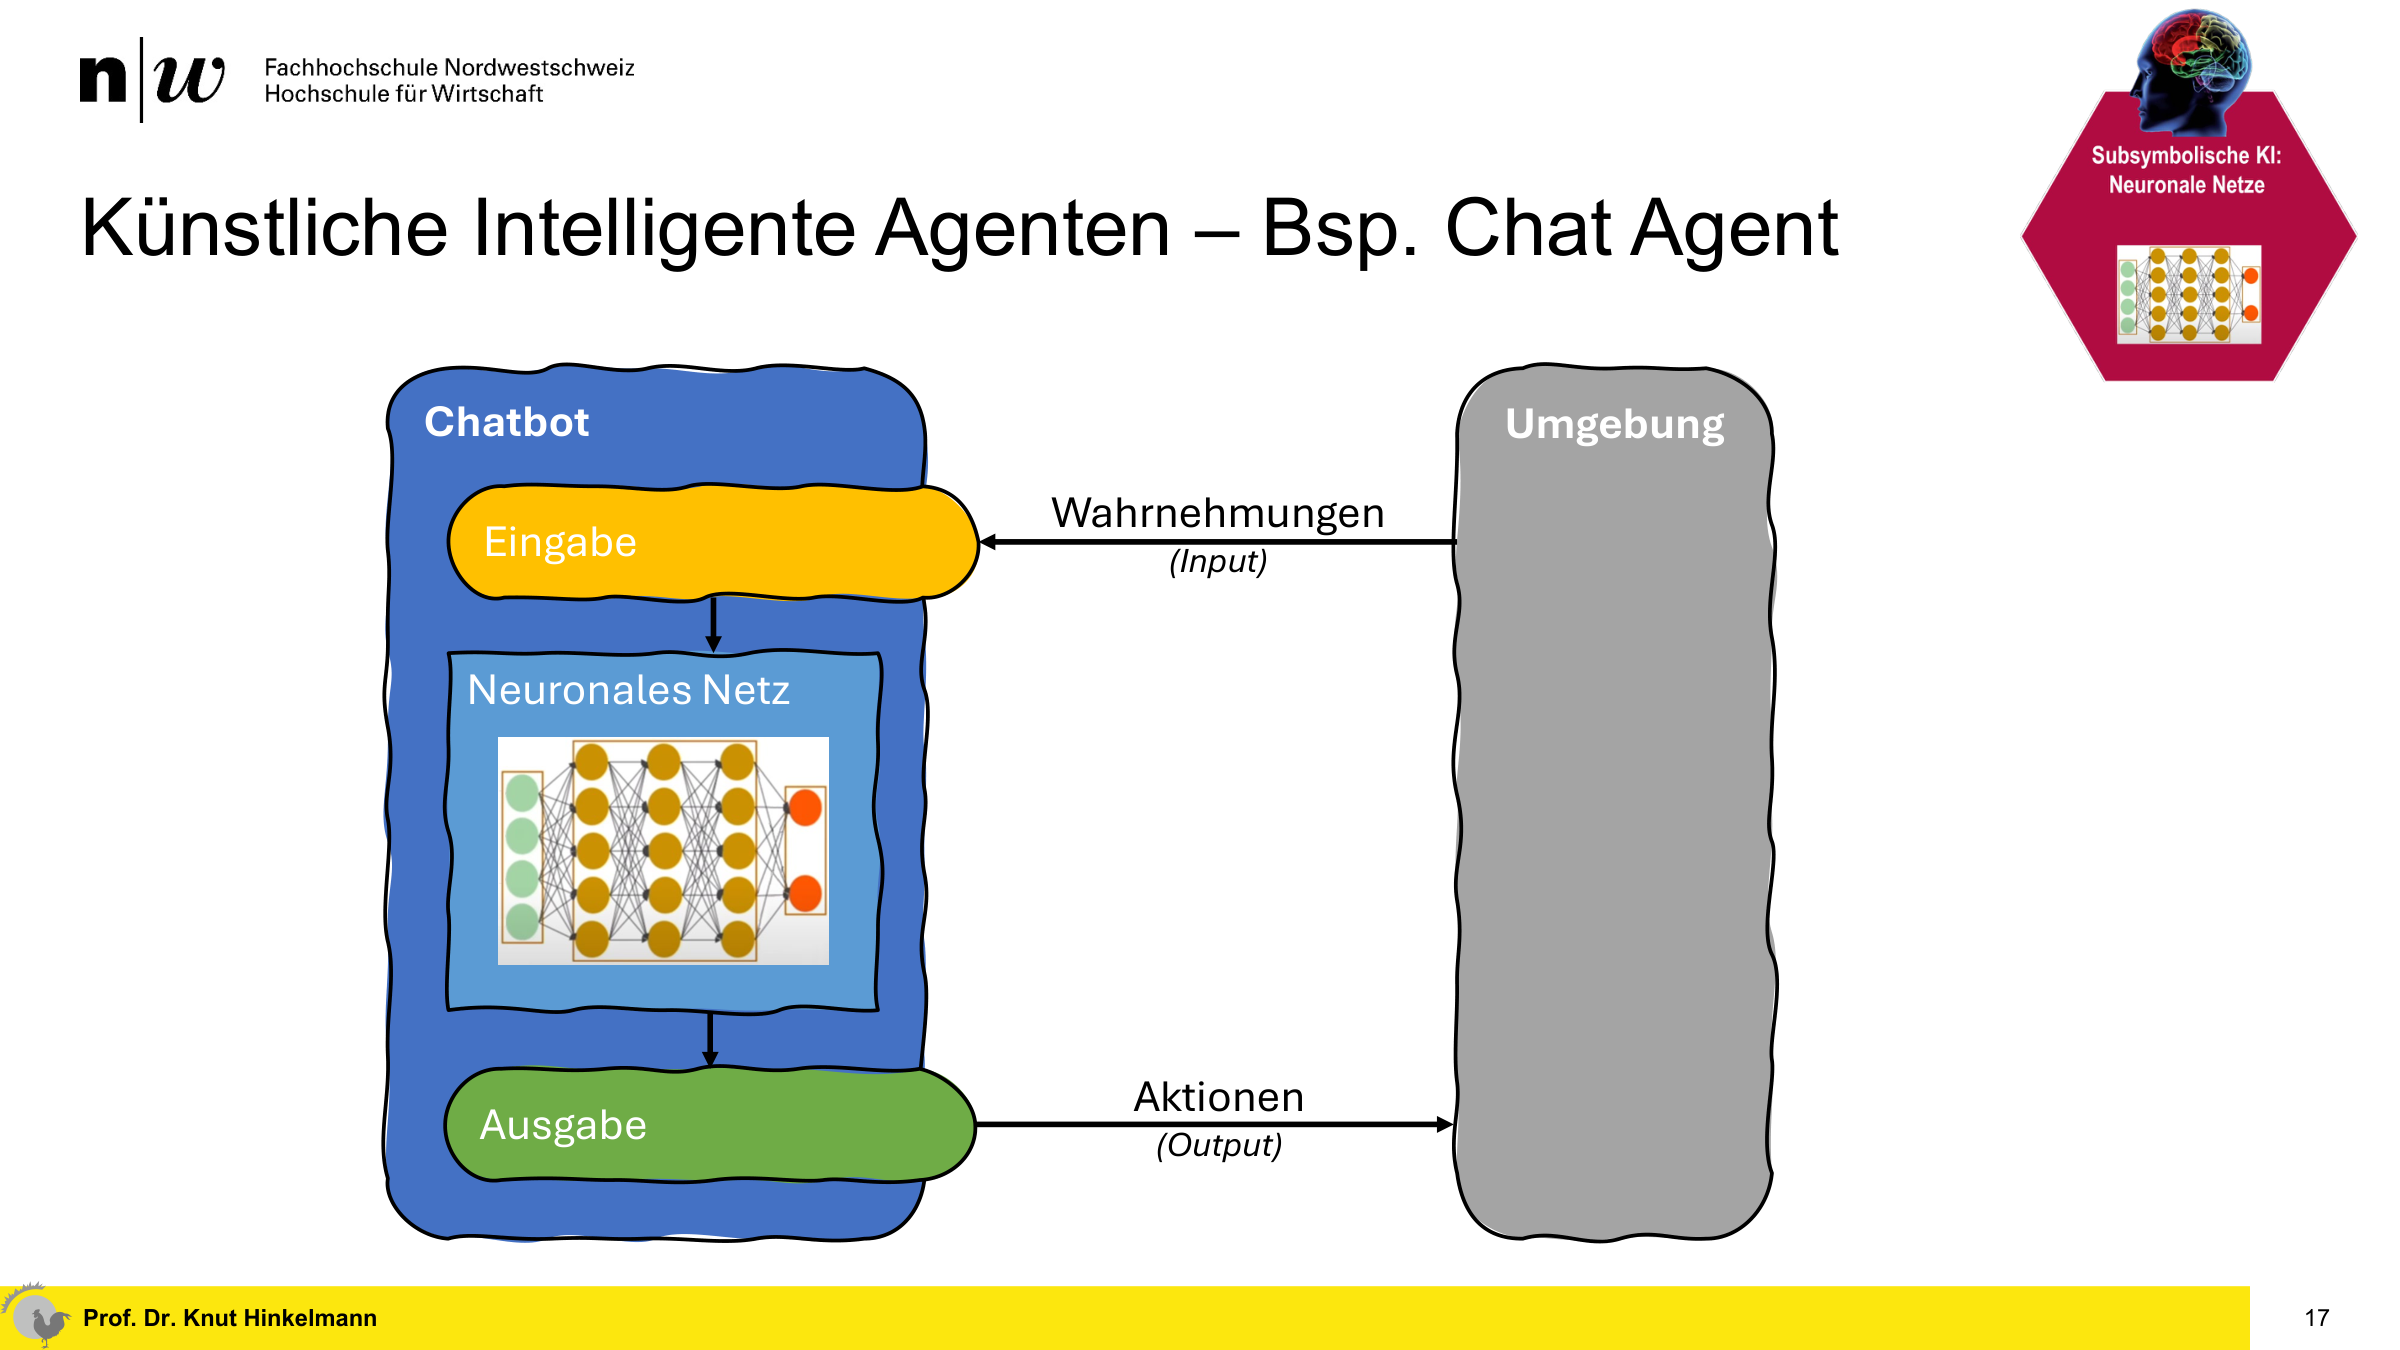 n|w
Fachhochschule Nordwestschweiz
Hochschule für Wirtschaft
Subsymbolische KI:
Neuronale Netze
Künstliche Intelligente Agenten – Bsp. Chat Agent
Chatbot
Umgebung
Eingabe
Wahrnehmungen
(Input)
Neuronales Netz
Ausgabe
Aktionen
(Output)
Prof. Dr. Knut Hinkelmann
17